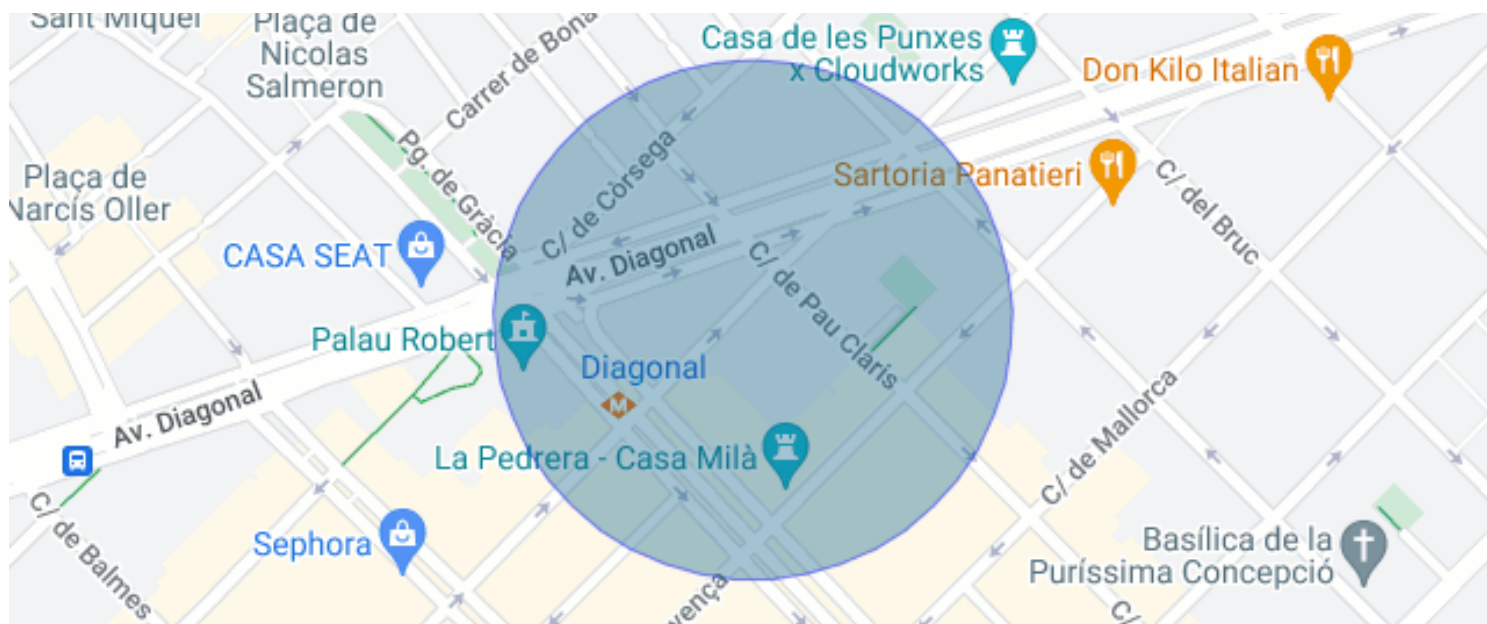 Sant Miquel
Plaça de
Nicolas
Salmeron
Carrer de Bona
Casa de les Punxes
x Cloudworks
Don Kilo Italian
Plaça de
Narcís Oller
Pg. de Gràcia
C/ de Còrsega
Sartoria Panatieri
C/ del Bruc
CASA SEAT
Av. Diagonal
C/ de Pau Claris
Palau Robert
Diagonal
M
Av. Diagonal
La Pedrera - Casa Milà
C/ de Mallorca
C/ de Balmes
Sephora
Basílica de la
Puríssima Concepció
vença
C/